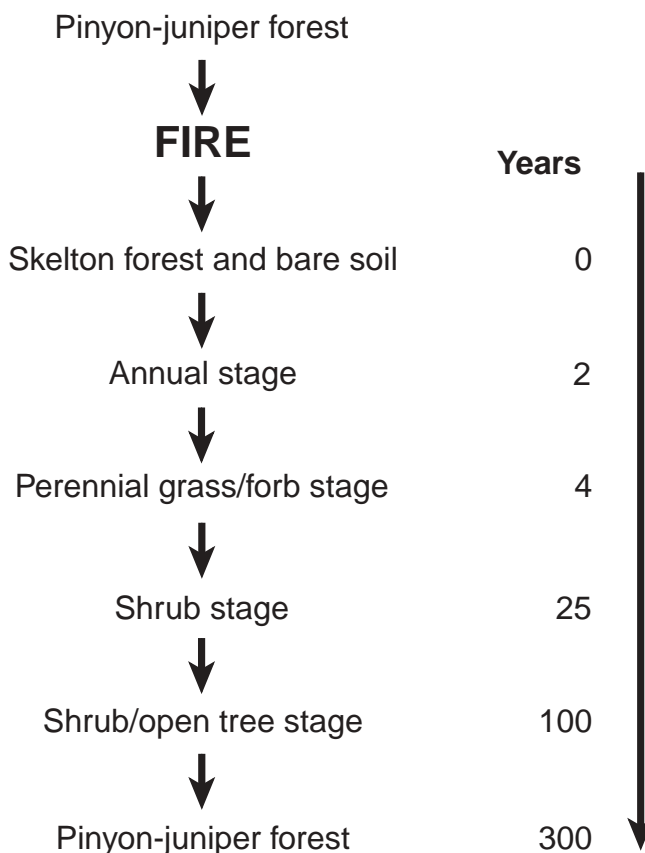 Pinyon-juniper forest
FIRE
Years
Skelton forest and bare soil 0
Annual stage 2
Perennial grass/forb stage 4
Shrub stage 25
Shrub/open tree stage 100
Pinyon-juniper forest 300